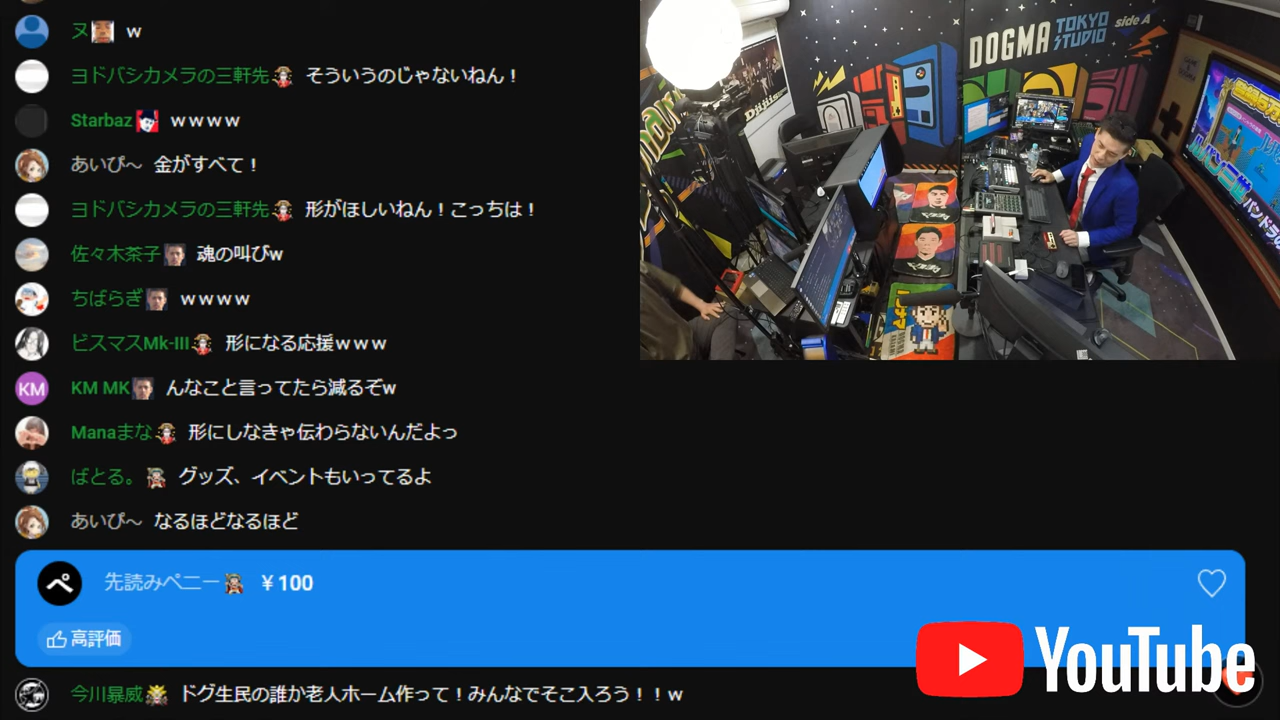 ヌ w
ヨドバシカメラの三軒先 そういうのじゃないねん！
Starbaz ｗｗｗｗ
あいぴ〜 金がすべて！
ヨドバシカメラの三軒先 形がほしいねん！こっちは！
佐々木茶子 魂の叫びw
ちばらぎ ｗｗｗｗ
ビスマスMk-III 形になる応援ｗｗｗ
KM KM MK んなこと言ってたら減るぞw
Manaまな 形にしなきゃ伝わらないんだよっ
ばとる。 グッズ、イベントもいってるよ
あいぴ〜 なるほどなるほど
ペ 先読みペニー ￥100
高評価
今川暴威 ドグ生民の誰か老人ホーム作って！みんなでそこ入ろう！！ｗ
DOGMA TOKYO STUDIO side A
ルパン三世
YouTube